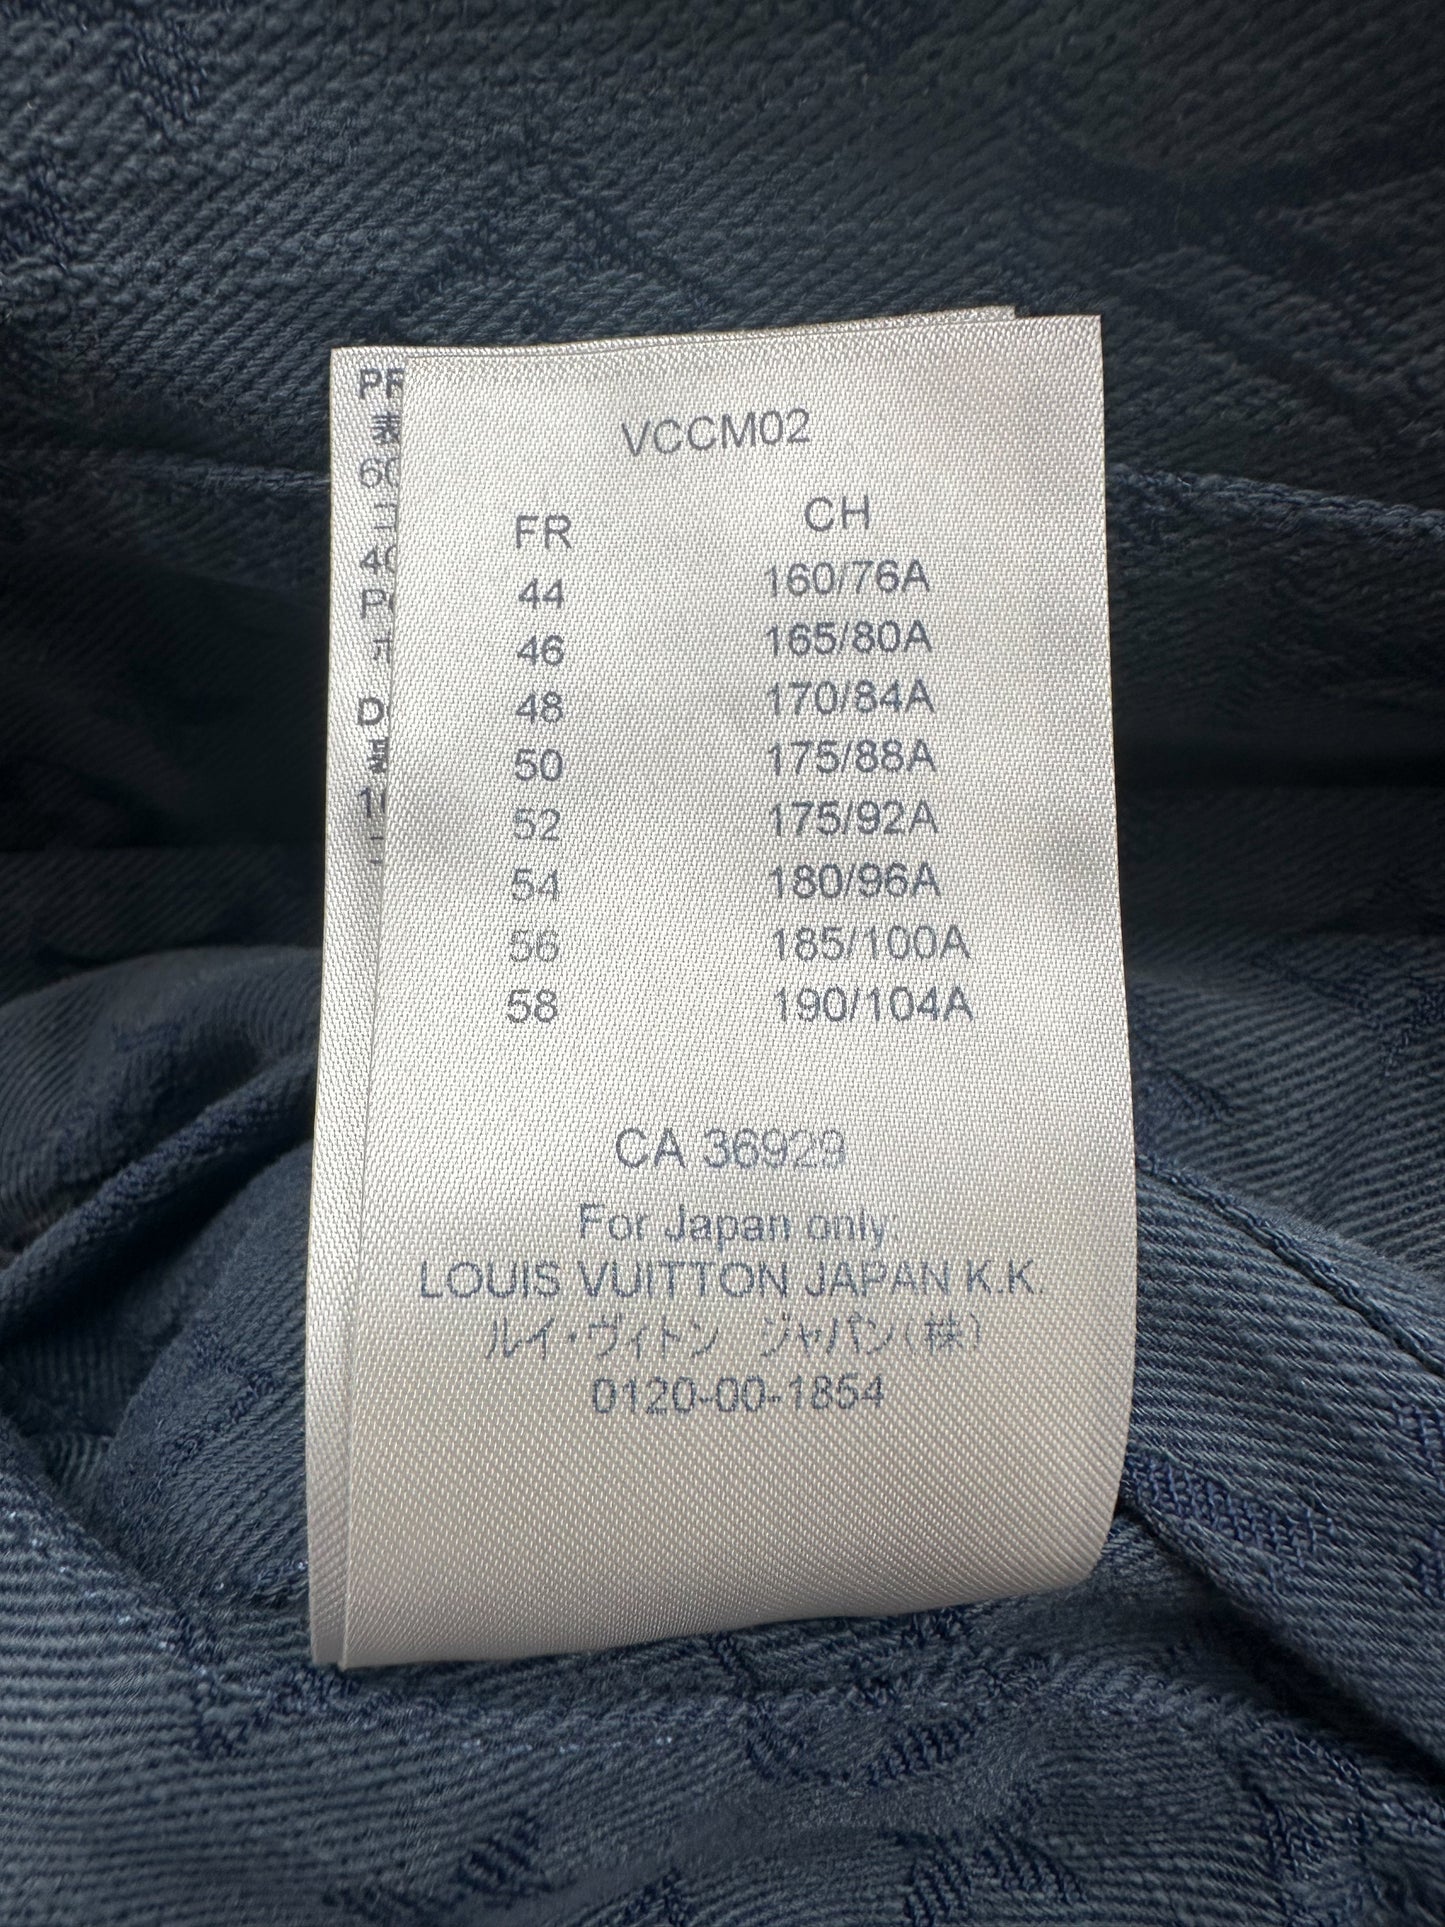 VCCM02
FR CH
44 160/76A
46 165/80A
48 170/84A
50 175/88A
52 175/92A
54 180/96A
56 185/100A
58 190/104A
CA 36929
For Japan only:
LOUIS VUITTON JAPAN K.K.
ルイ・ヴィトン ジャパン(株)
0120-00-1854